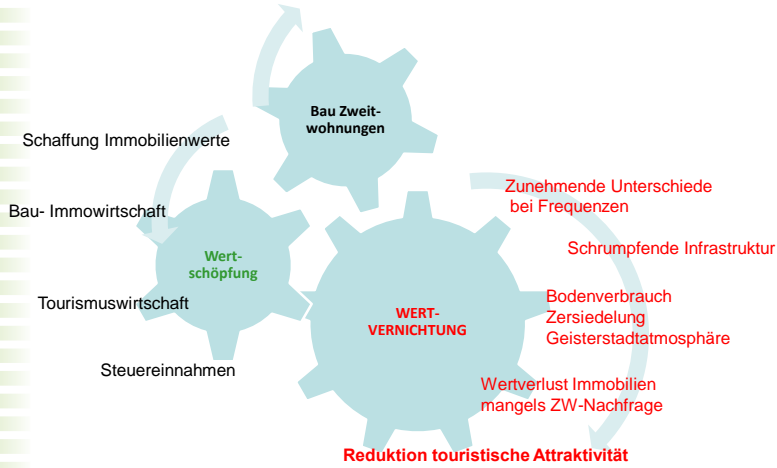 Bau Zweit-
wohnungen
Schaffung Immobilienwerte
Bau- Immowirtschaft
Wert-
schöpfung
Tourismuswirtschaft
Steuereinnahmen
WERT-
VERNICHTUNG
Zunehmende Unterschiede
bei Frequenzen
Schrumpfende Infrastruktur
Bodenverbrauch
Zersiedelung
Geisterstadtatmosphäre
Wertverlust Immobilien
mangels ZW-Nachfrage
Reduktion touristische Attraktivität